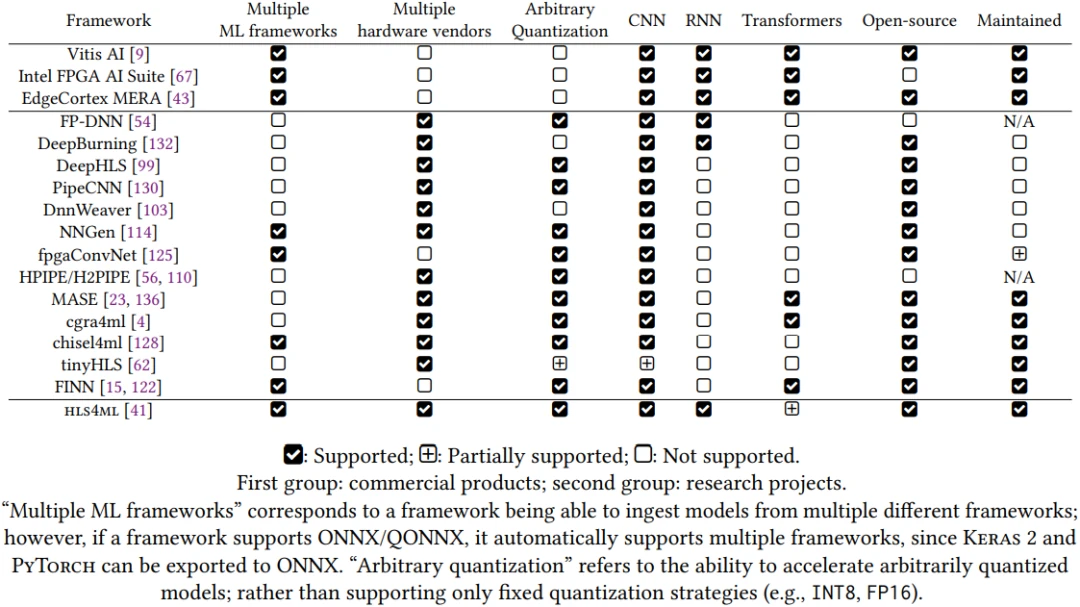 Framework Multiple ML frameworks Multiple hardware vendors Arbitrary Quantization CNN RNN Transformers Open-source Maintained
Vitis AI [9]
Intel FPGA AI Suite [67]
EdgeCortex MERA [43]
FP-DNN [54] N/A
DeepBurning [132]
DeepHLS [99]
PipeCNN [130]
DnnWeaver [103]
NNGen [114]
fpgaConvNet [125]
HPIPE/H2PIPE [56, 110] N/A
MASE [23, 136]
cgra4ml [4]
chisel4ml [128]
tinyHLS [62]
FINN [15, 122]
HLS4ML [41]
: Supported; : Partially supported; : Not supported.
First group: commercial products; second group: research projects.
“Multiple ML frameworks” corresponds to a framework being able to ingest models from multiple different frameworks;
however, if a framework supports ONNX/QONNX, it automatically supports multiple frameworks, since KERAS 2 and
PYTORCH can be exported to ONNX. “Arbitrary quantization” refers to the ability to accelerate arbitrarily quantized
models; rather than supporting only fixed quantization strategies (e.g., INT8, FP16).